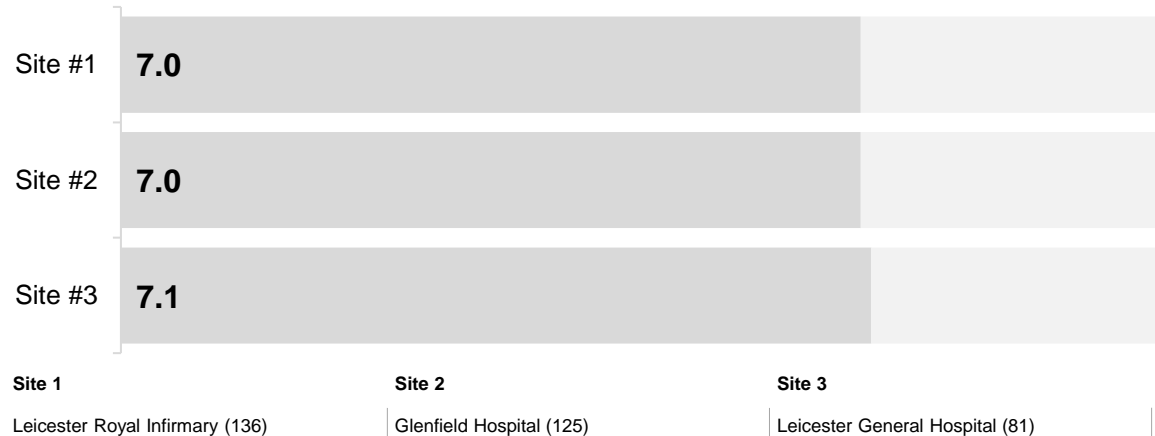 Site #1 7.0
Site #2 7.0
Site #3 7.1
Site 1 Site 2 Site 3
Leicester Royal Infirmary (136) Glenfield Hospital (125) Leicester General Hospital (81)